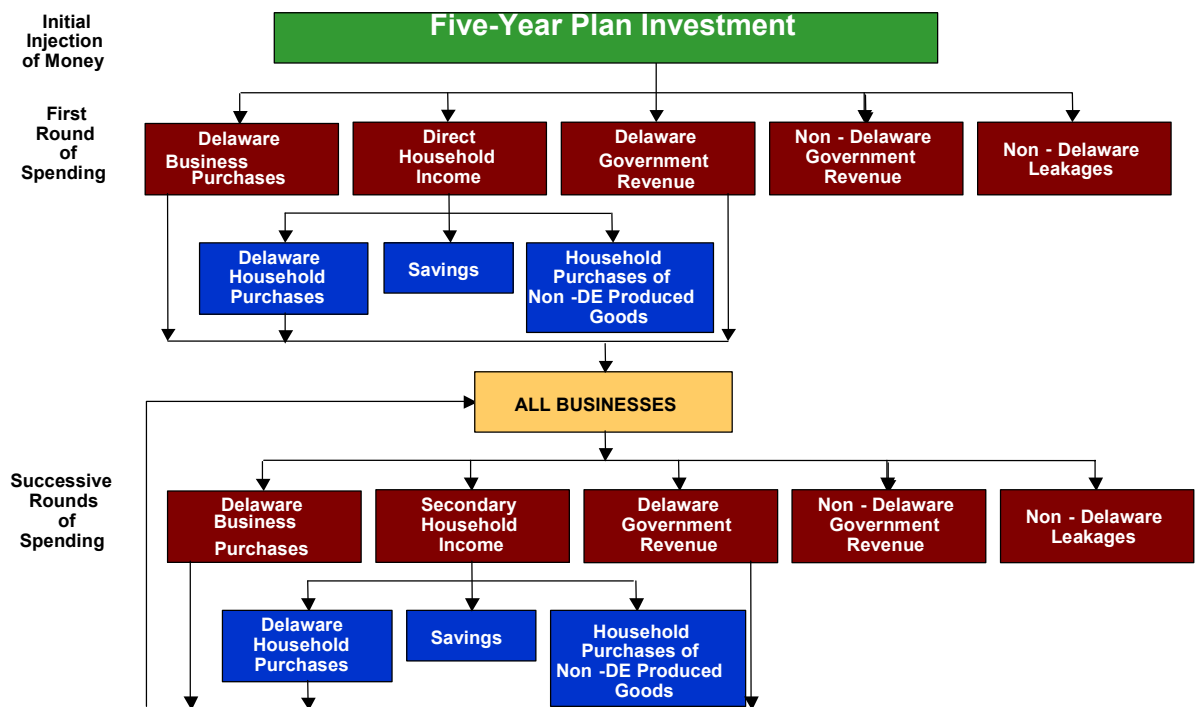 Initial
Injection
of Money
Five-Year Plan Investment
First
Round
of
Spending
Delaware
Business
Purchases
Direct
Household
Income
Delaware
Government
Revenue
Non - Delaware
Government
Revenue
Non - Delaware
Leakages
Delaware
Household
Purchases
Savings
Household
Purchases of
Non -DE Produced
Goods
ALL BUSINESSES
Successive
Rounds
of
Spending
Delaware
Business
Purchases
Secondary
Household
Income
Delaware
Government
Revenue
Non - Delaware
Government
Revenue
Non - Delaware
Leakages
Delaware
Household
Purchases
Savings
Household
Purchases of
Non -DE Produced
Goods